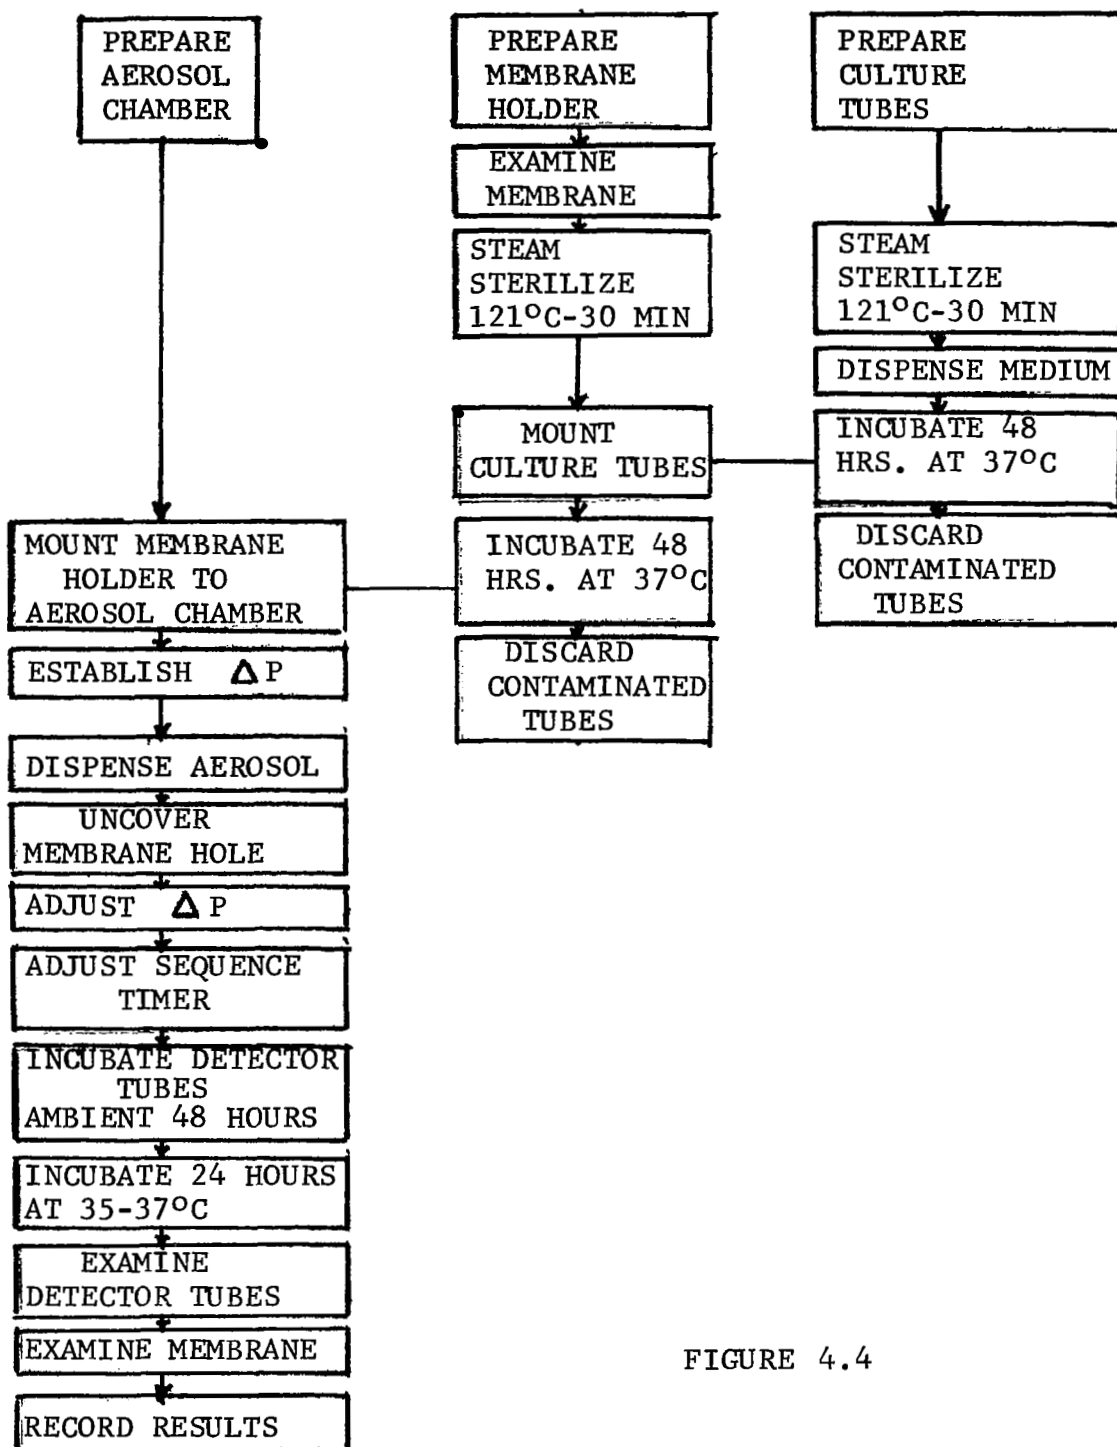 PREPARE
AEROSOL
CHAMBER
PREPARE
MEMBRANE
HOLDER
PREPARE
CULTURE
TUBES
EXAMINE
MEMBRANE
STEAM
STERILIZE
121°C-30 MIN
STEAM
STERILIZE
121°C-30 MIN
DISPENSE MEDIUM
MOUNT
CULTURE TUBES
INCUBATE 48
HRS. AT 37°C
MOUNT MEMBRANE
HOLDER TO
AEROSOL CHAMBER
INCUBATE 48
HRS. AT 37°C
DISCARD
CONTAMINATED
TUBES
ESTABLISH Δ P
DISCARD
CONTAMINATED
TUBES
DISPENSE AEROSOL
UNCOVER
MEMBRANE HOLE
ADJUST Δ P
ADJUST SEQUENCE
TIMER
INCUBATE DETECTOR
TUBES
AMBIENT 48 HOURS
INCUBATE 24 HOURS
AT 35-37°C
EXAMINE
DETECTOR TUBES
EXAMINE MEMBRANE
RECORD RESULTS
FIGURE 4.4